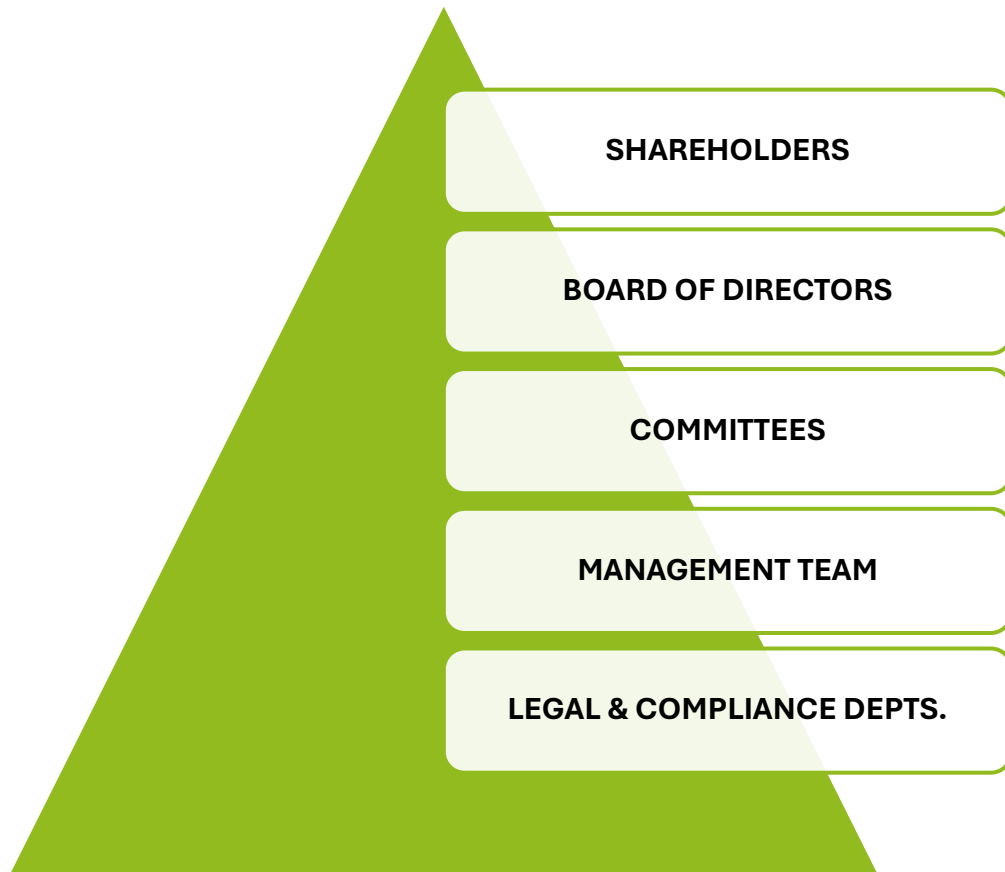 SHAREHOLDERS
BOARD OF DIRECTORS
COMMITTEES
MANAGEMENT TEAM
LEGAL & COMPLIANCE DEPTS.